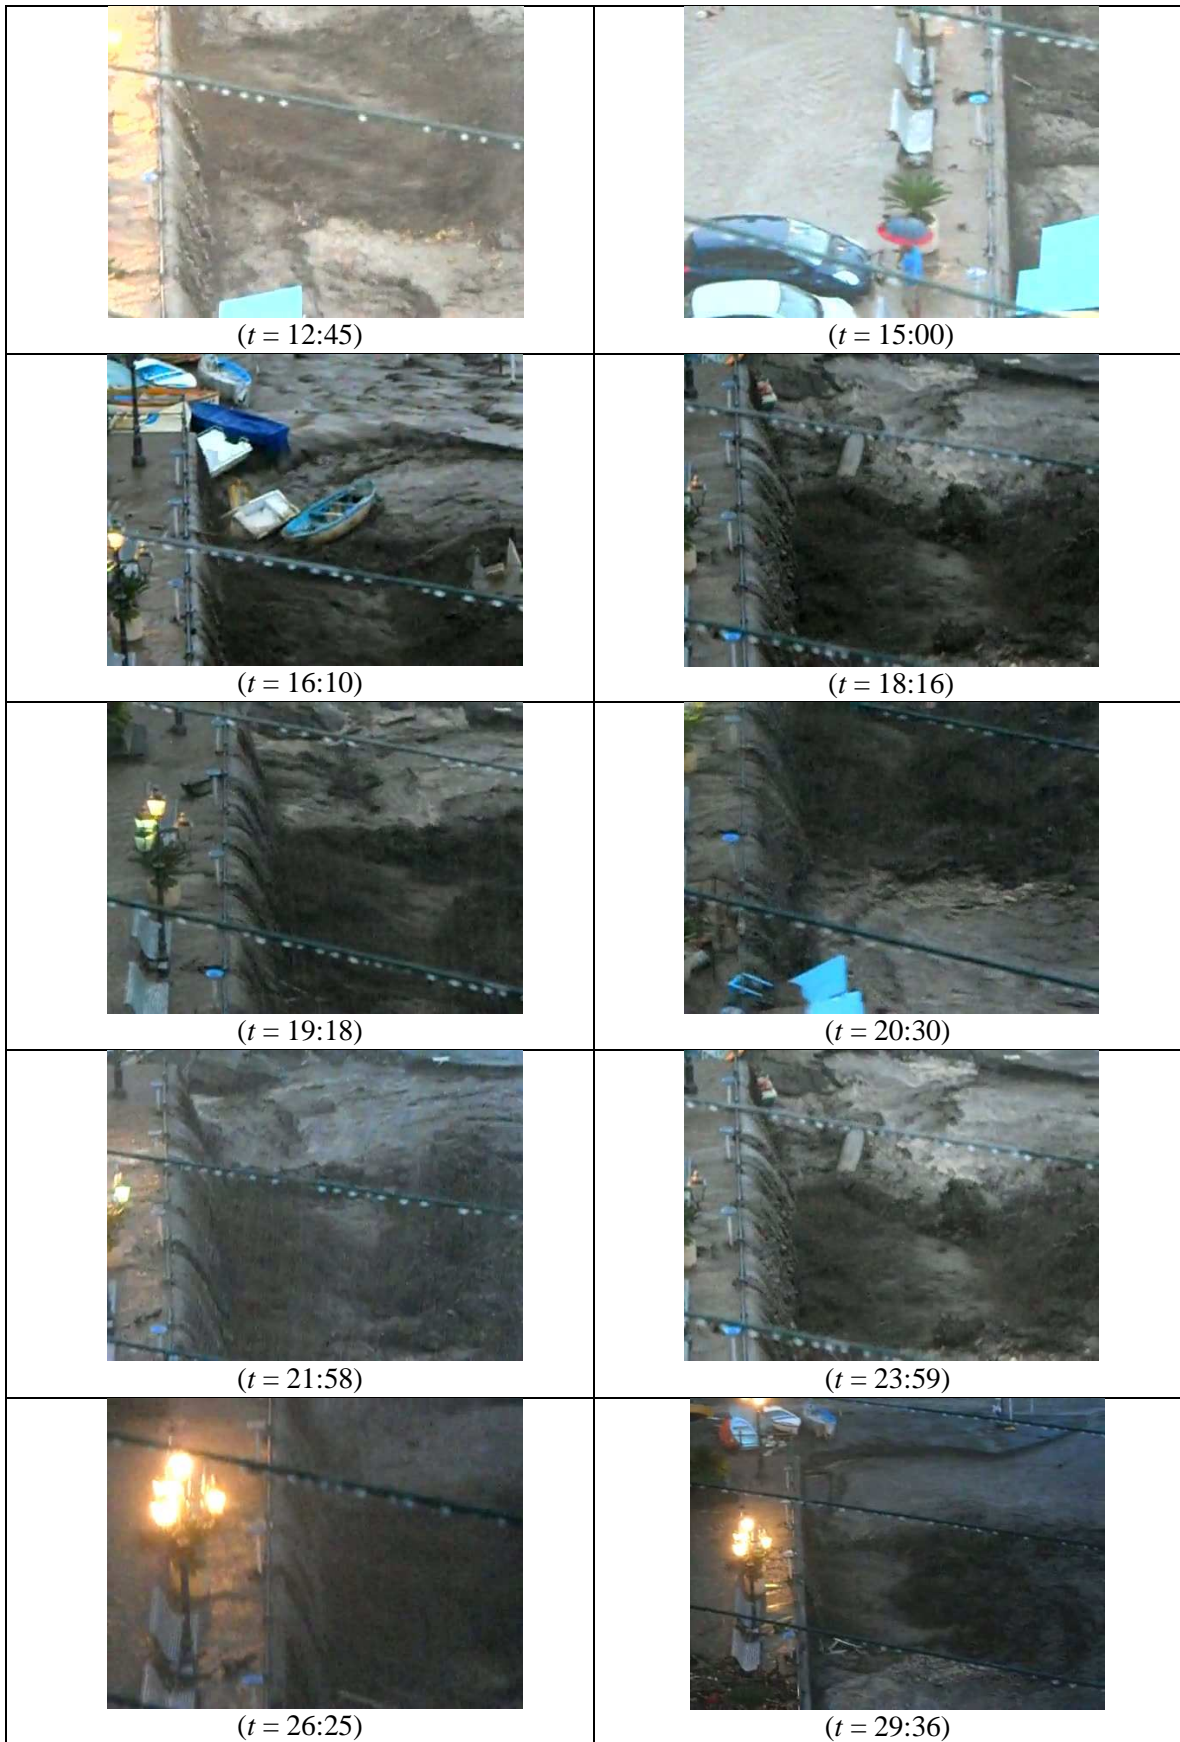 (t = 12:45)
(t = 15:00)
(t = 16:10)
(t = 18:16)
(t = 19:18)
(t = 20:30)
(t = 21:58)
(t = 23:59)
(t = 26:25)
(t = 29:36)